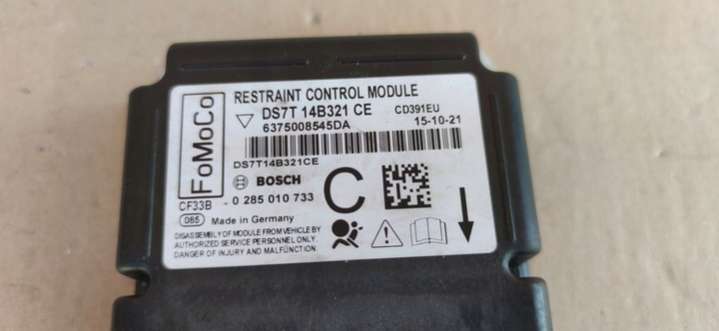 FoMoCo
RESTRAINT CONTROL MODULE
DS7T 14B321 CE CD391EU
6375008545DA 15-10-21
DS7T14B321CE
BOSCH
C
CF33B - 0 285 010 733
085 Made in Germany
DISASSEMBLY OF MODULE FROM VEHICLE BY
AUTHORIZED SERVICE PERSONNEL ONLY.
DANGER OF INJURY AND MALFUNCTION.